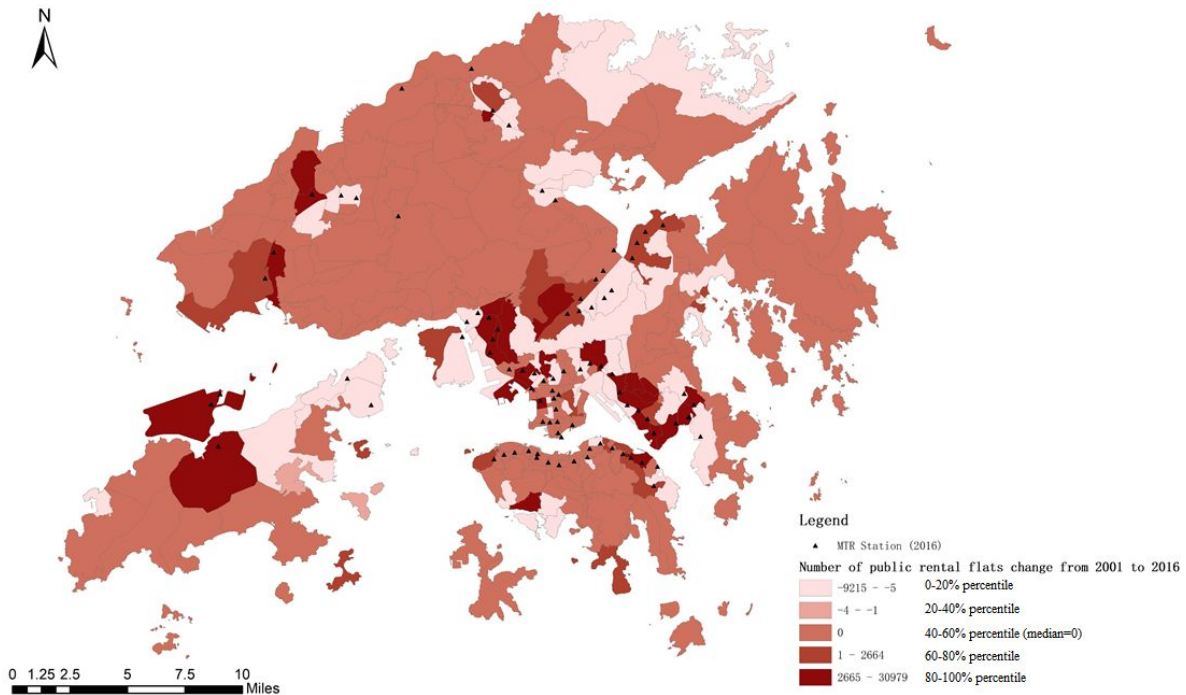 N
Legend
MTR Station (2016)
Number of public rental flats change from 2001 to 2016
-9215 - -5 0-20% percentile
-4 - -1 20-40% percentile
0 40-60% percentile (median=0)
1 - 2664 60-80% percentile
2665 - 30979 80-100% percentile
0 1.25 2.5 5 7.5 10
Miles